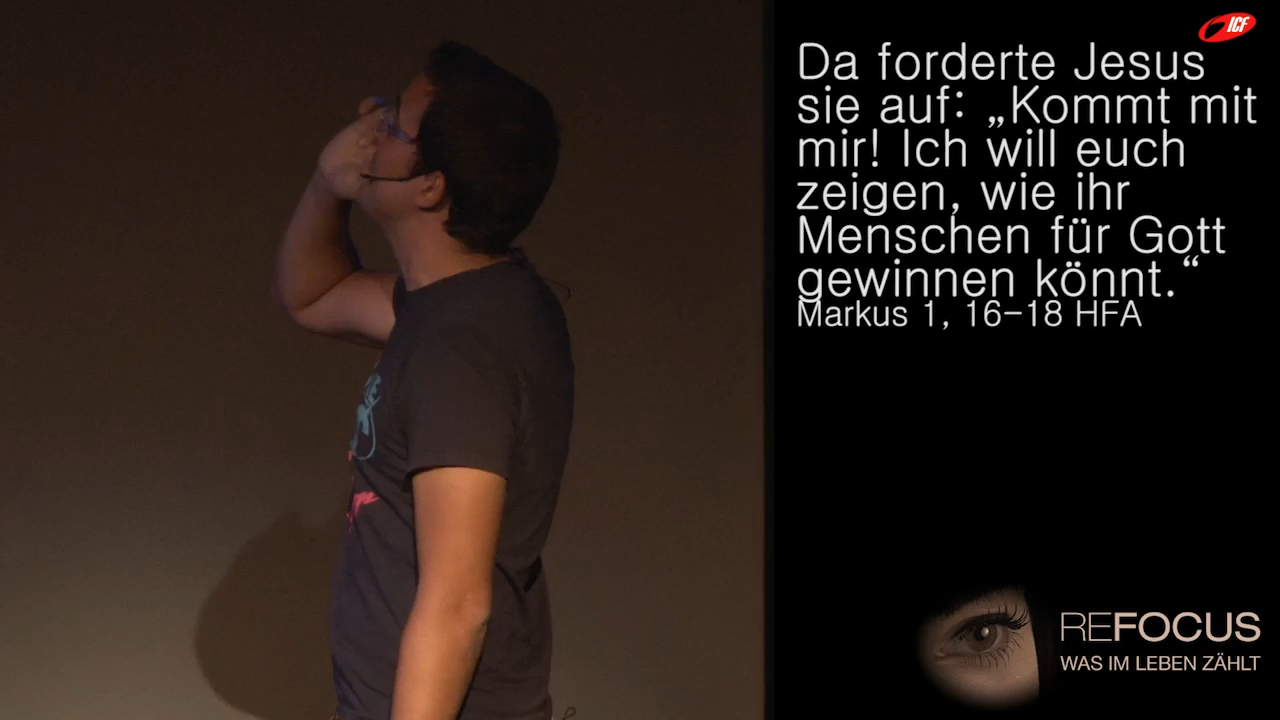 ICF
Da forderte Jesus
sie auf: „Kommt mit
mir! Ich will euch
zeigen, wie ihr
Menschen für Gott
gewinnen könnt.“
Markus 1, 16-18 HFA
REFOCUS
WAS IM LEBEN ZÄHLT